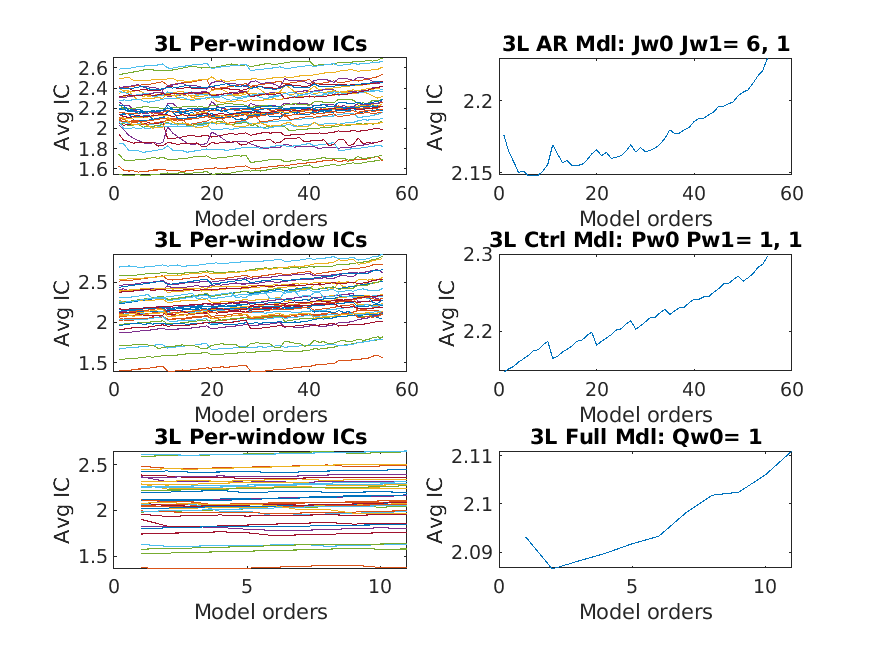 3L Per-window ICs
2.6
2.4
2.2
2
1.8
1.6
Avg IC
0 20 40 60
Model orders
3L AR Mdl: Jw0 Jw1= 6, 1
2.2
2.15
Avg IC
0 20 40 60
Model orders
3L Per-window ICs
2.5
2
1.5
Avg IC
0 20 40 60
Model orders
3L Ctrl Mdl: Pw0 Pw1= 1, 1
2.3
2.2
Avg IC
0 20 40 60
Model orders
3L Per-window ICs
2.5
2
1.5
Avg IC
0 5 10
Model orders
3L Full Mdl: Qw0= 1
2.11
2.1
2.09
Avg IC
0 5 10
Model orders